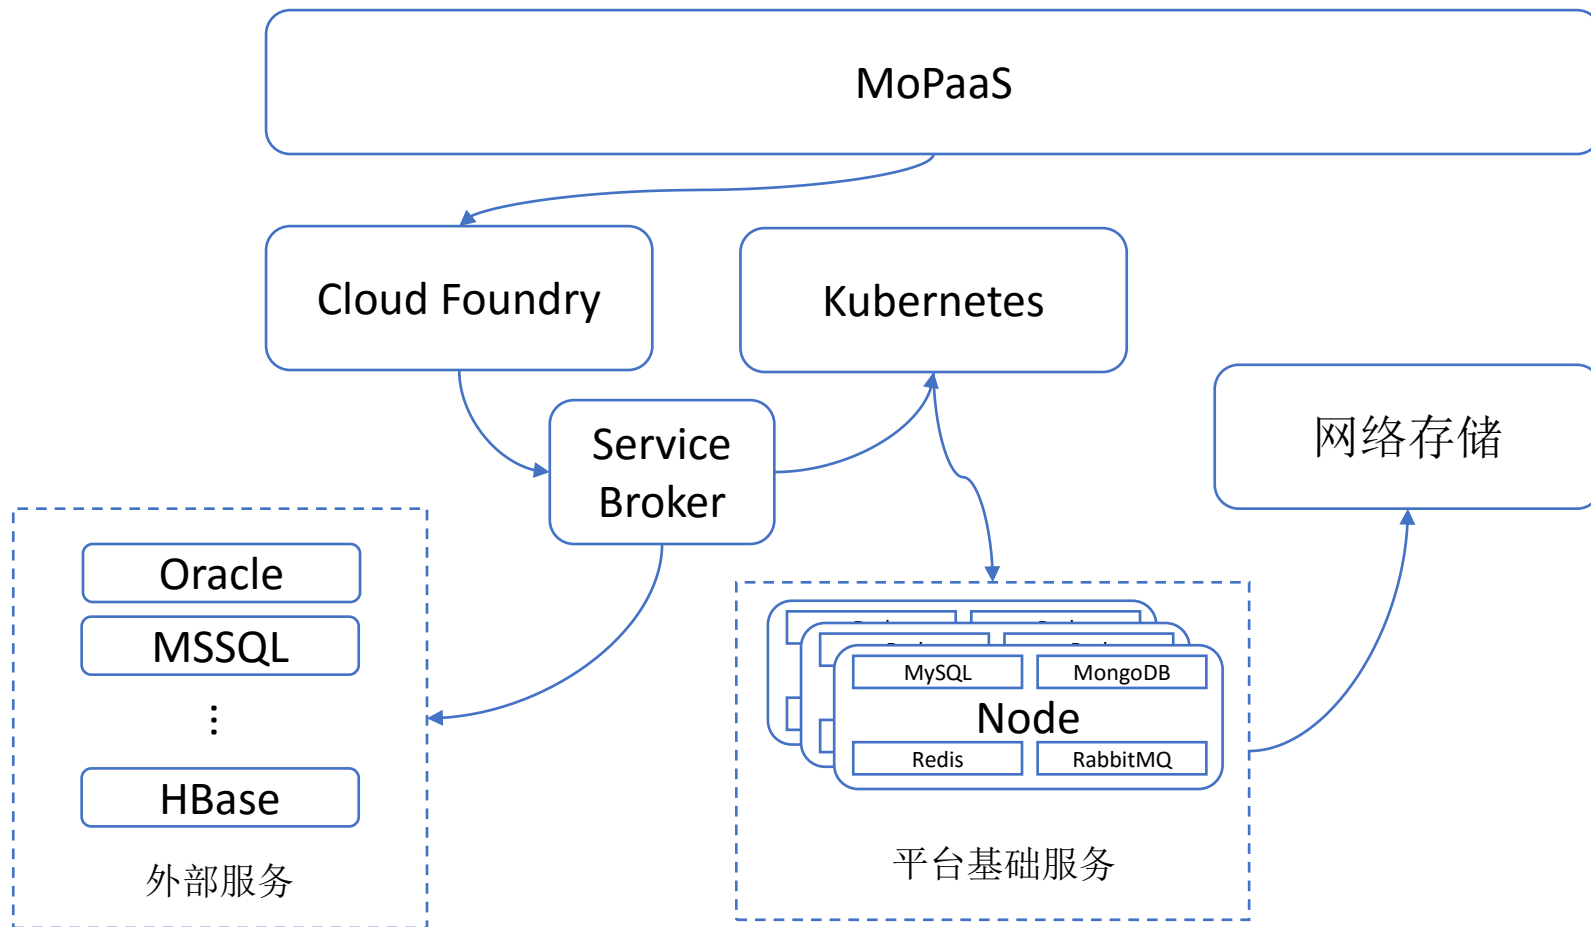 MoPaaS
Cloud Foundry
Kubernetes
Service
Broker
网络存储
Oracle
MSSQL
⋮
HBase
外部服务
MySQL
MongoDB
Node
Redis
RabbitMQ
平台基础服务